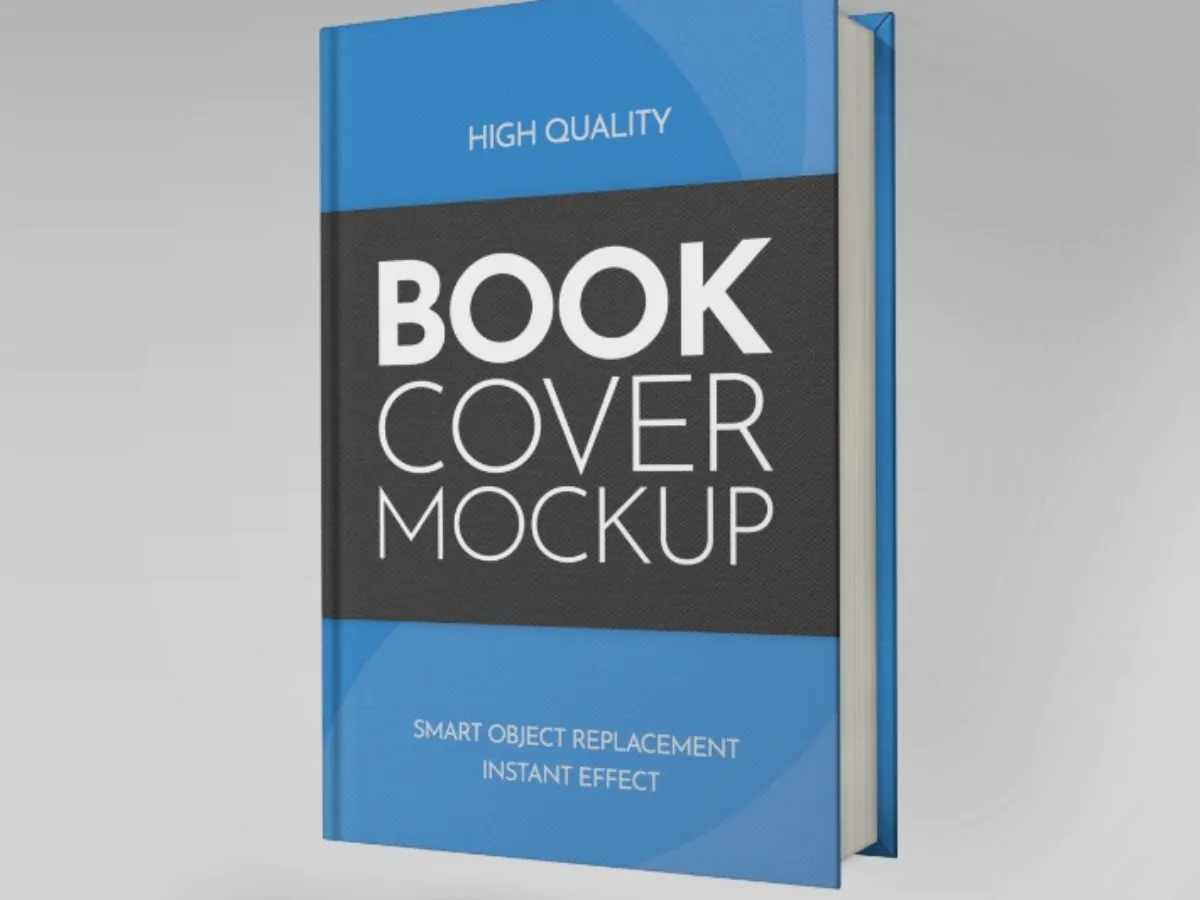 HIGH QUALITY
BOOK
COVER
MOCKUP
SMART OBJECT REPLACEMENT
INSTANT EFFECT